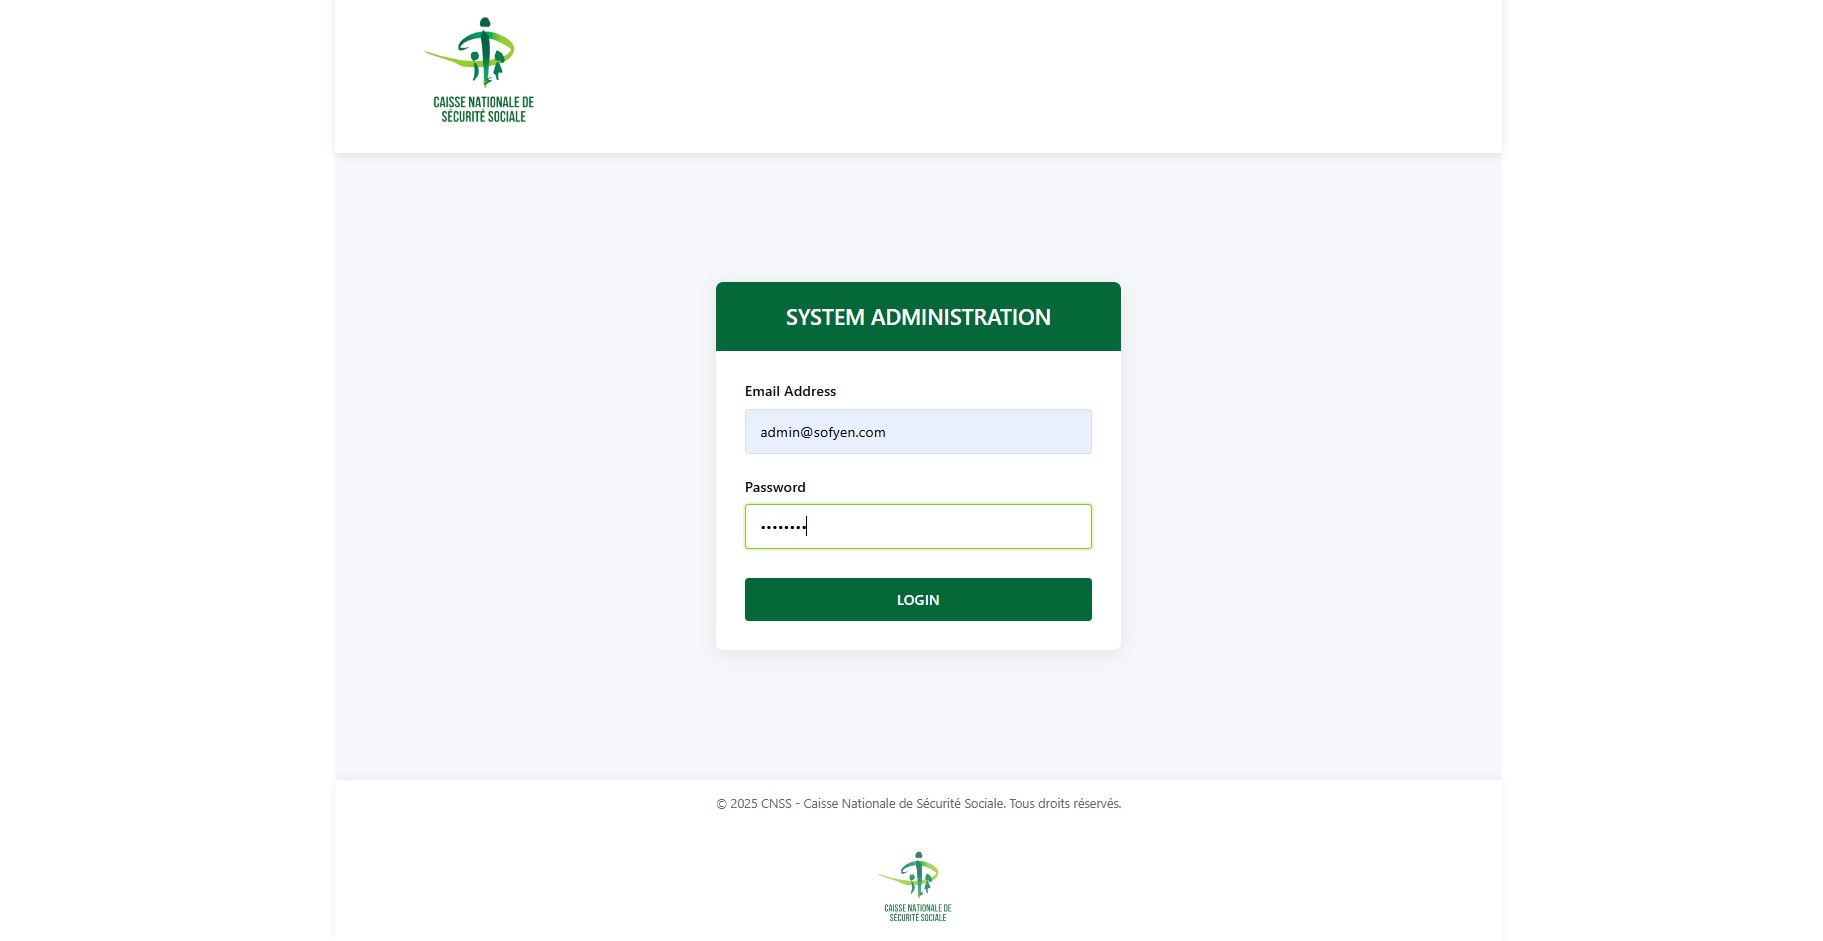 CAISSE NATIONALE DE
SÉCURITÉ SOCIALE
SYSTEM ADMINISTRATION
Email Address
admin@sofyen.com
Password
••••••••
LOGIN
© 2025 CNSS - Caisse Nationale de Sécurité Sociale. Tous droits réservés.
CAISSE NATIONALE DE
SÉCURITÉ SOCIALE